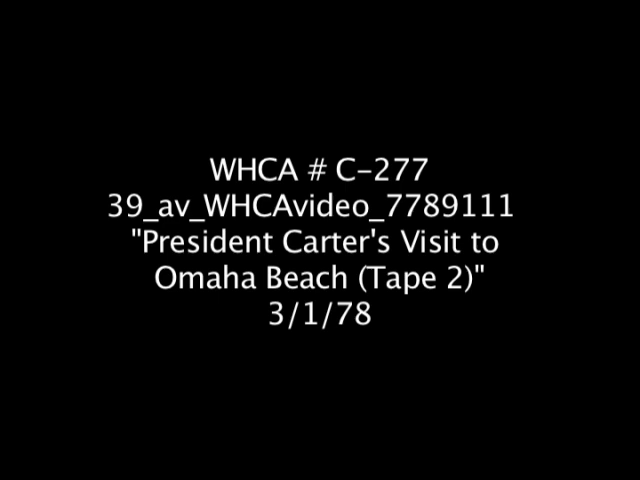 WHCA # C-277
39_av_WHCAvideo_7789111
"President Carter's Visit to
Omaha Beach (Tape 2)"
3/1/78